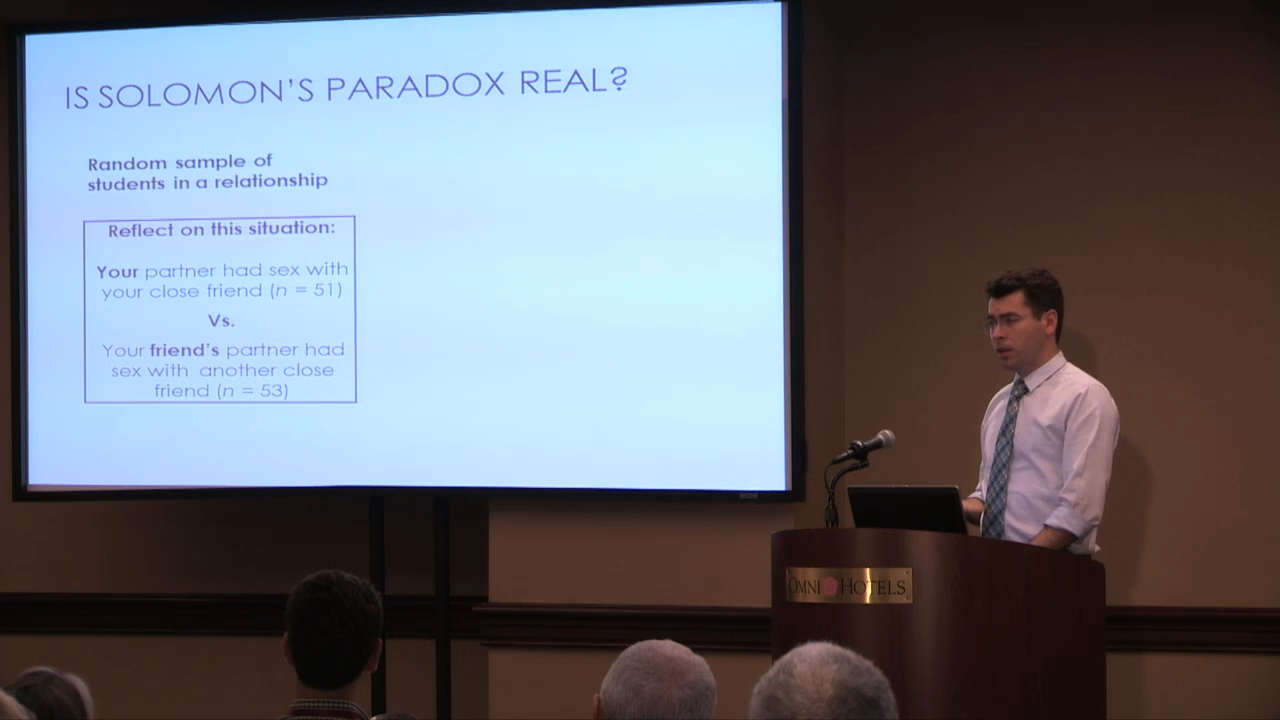 IS SOLOMON'S PARADOX REAL?
Random sample of
students in a relationship
Reflect on this situation:
Your partner had sex with
your close friend (n = 51)
Vs.
Your friend's partner had
sex with another close
friend (n = 53)
OMNI HOTELS